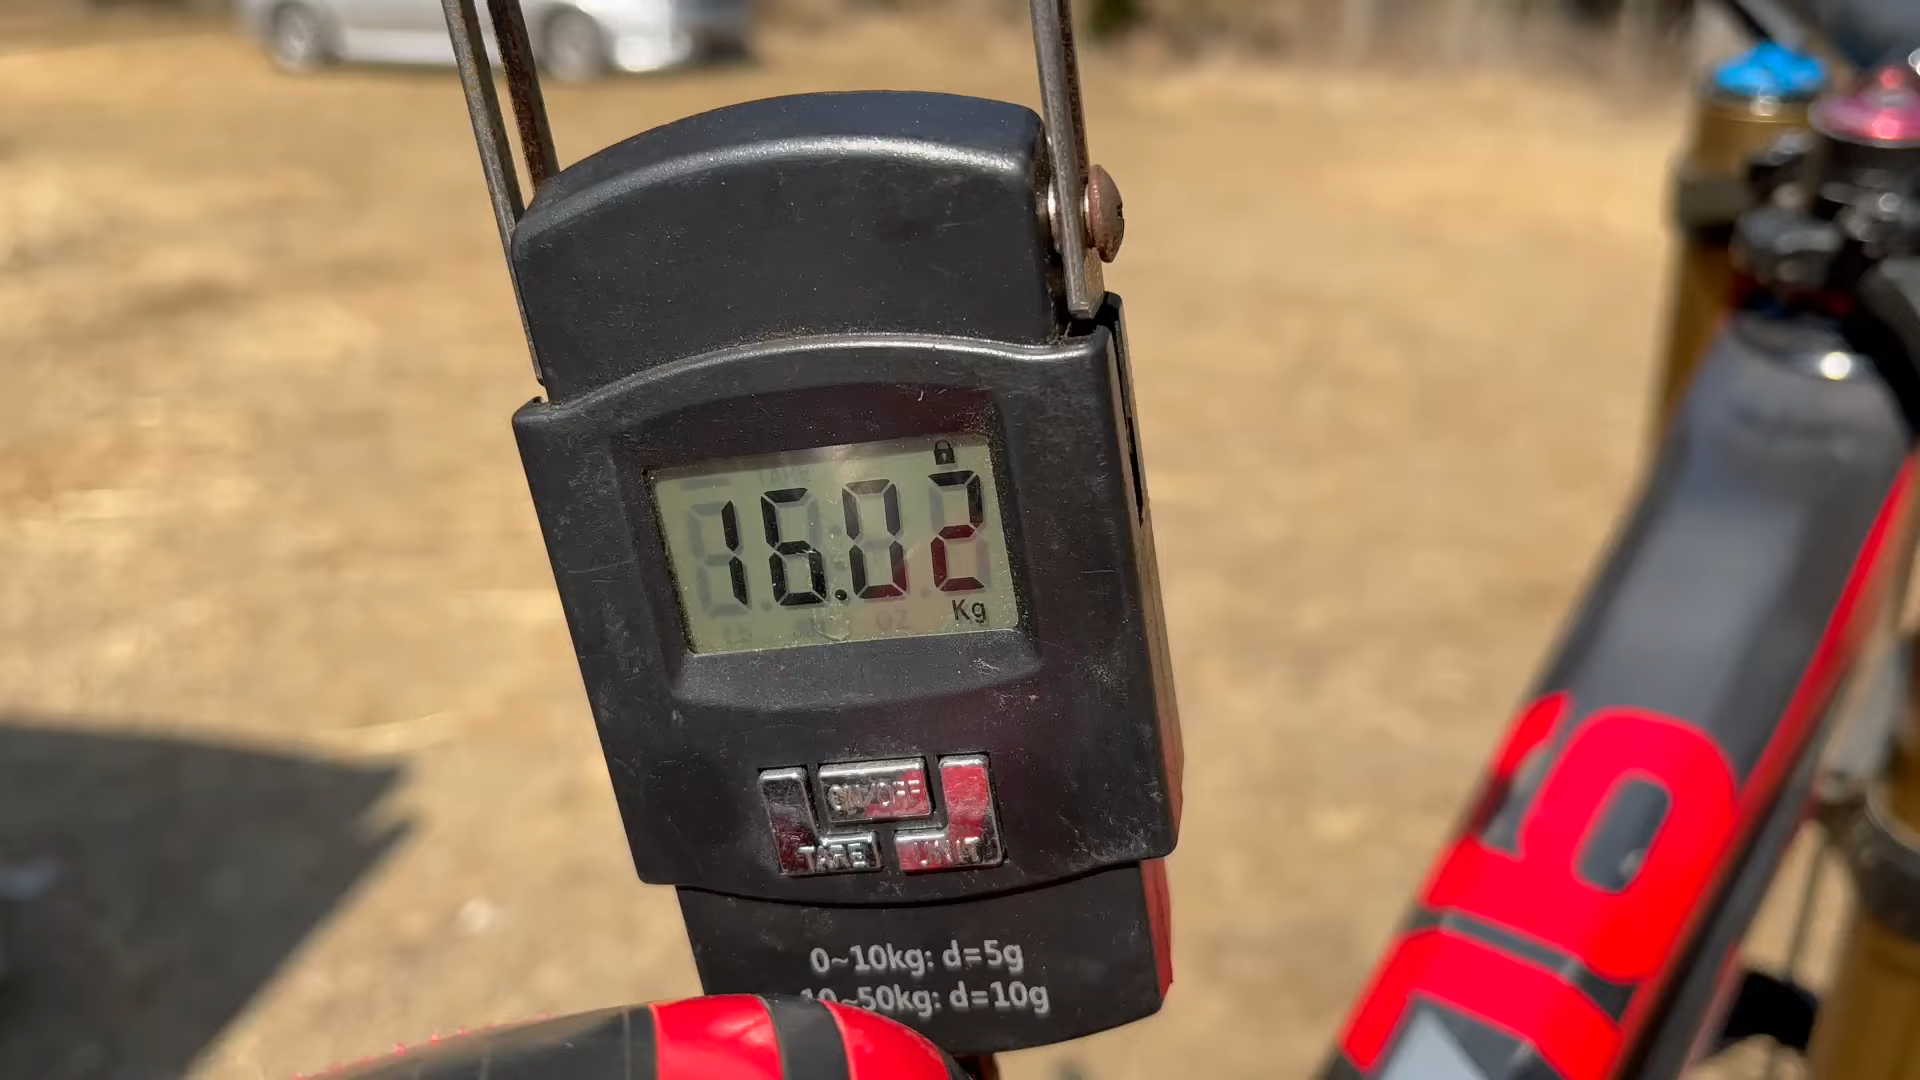 16.02
Kg
ON/OFF
TARE
UNIT
0~10kg: d=5g
10~50kg: d=10g